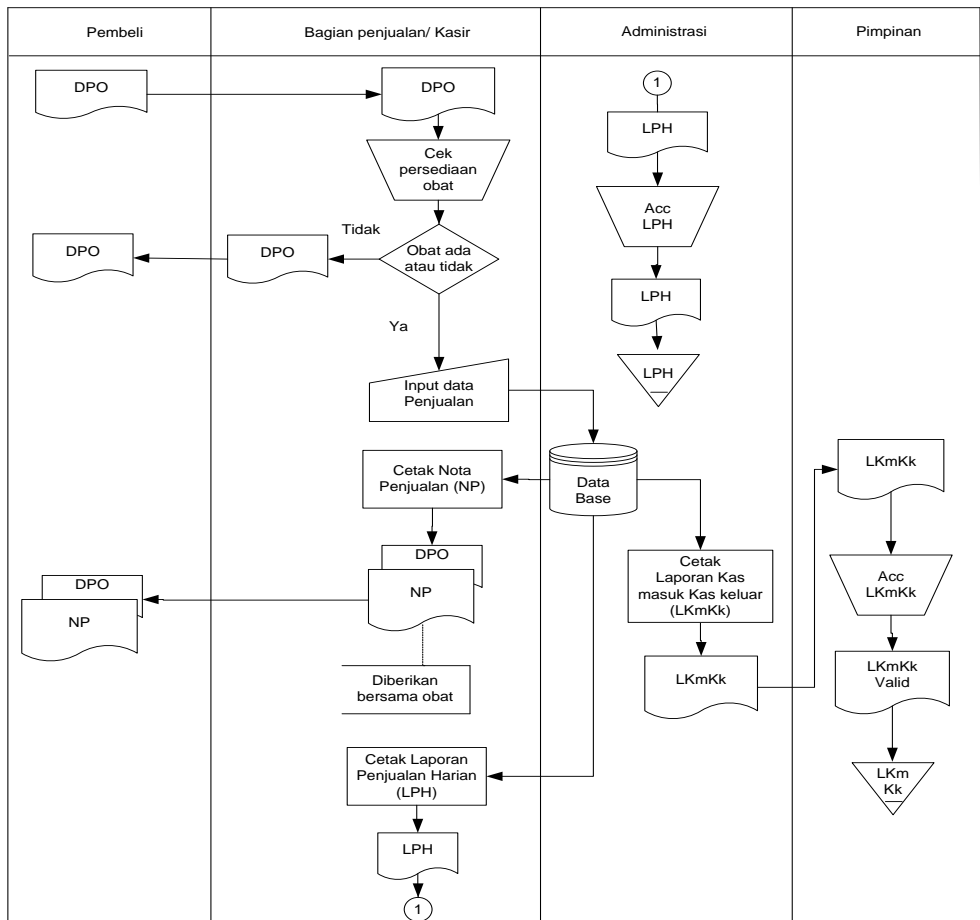 Pembeli
Bagian penjualan/ Kasir
Administrasi
Pimpinan
DPO
DPO
Cek
persediaan
obat
Tidak
Obat ada
atau tidak
DPO
DPO
Ya
Input data
Penjualan
Data
Base
Cetak Nota
Penjualan (NP)
DPO
NP
DPO
NP
Diberikan
bersama obat
Cetak Laporan
Penjualan Harian
(LPH)
LPH
1
1
LPH
Acc
LPH
LPH
LPH
Cetak
Laporan Kas
masuk Kas keluar
(LKmKk)
LKmKk
LKmKk
Acc
LKmKk
LKmKk
Valid
LKm
Kk